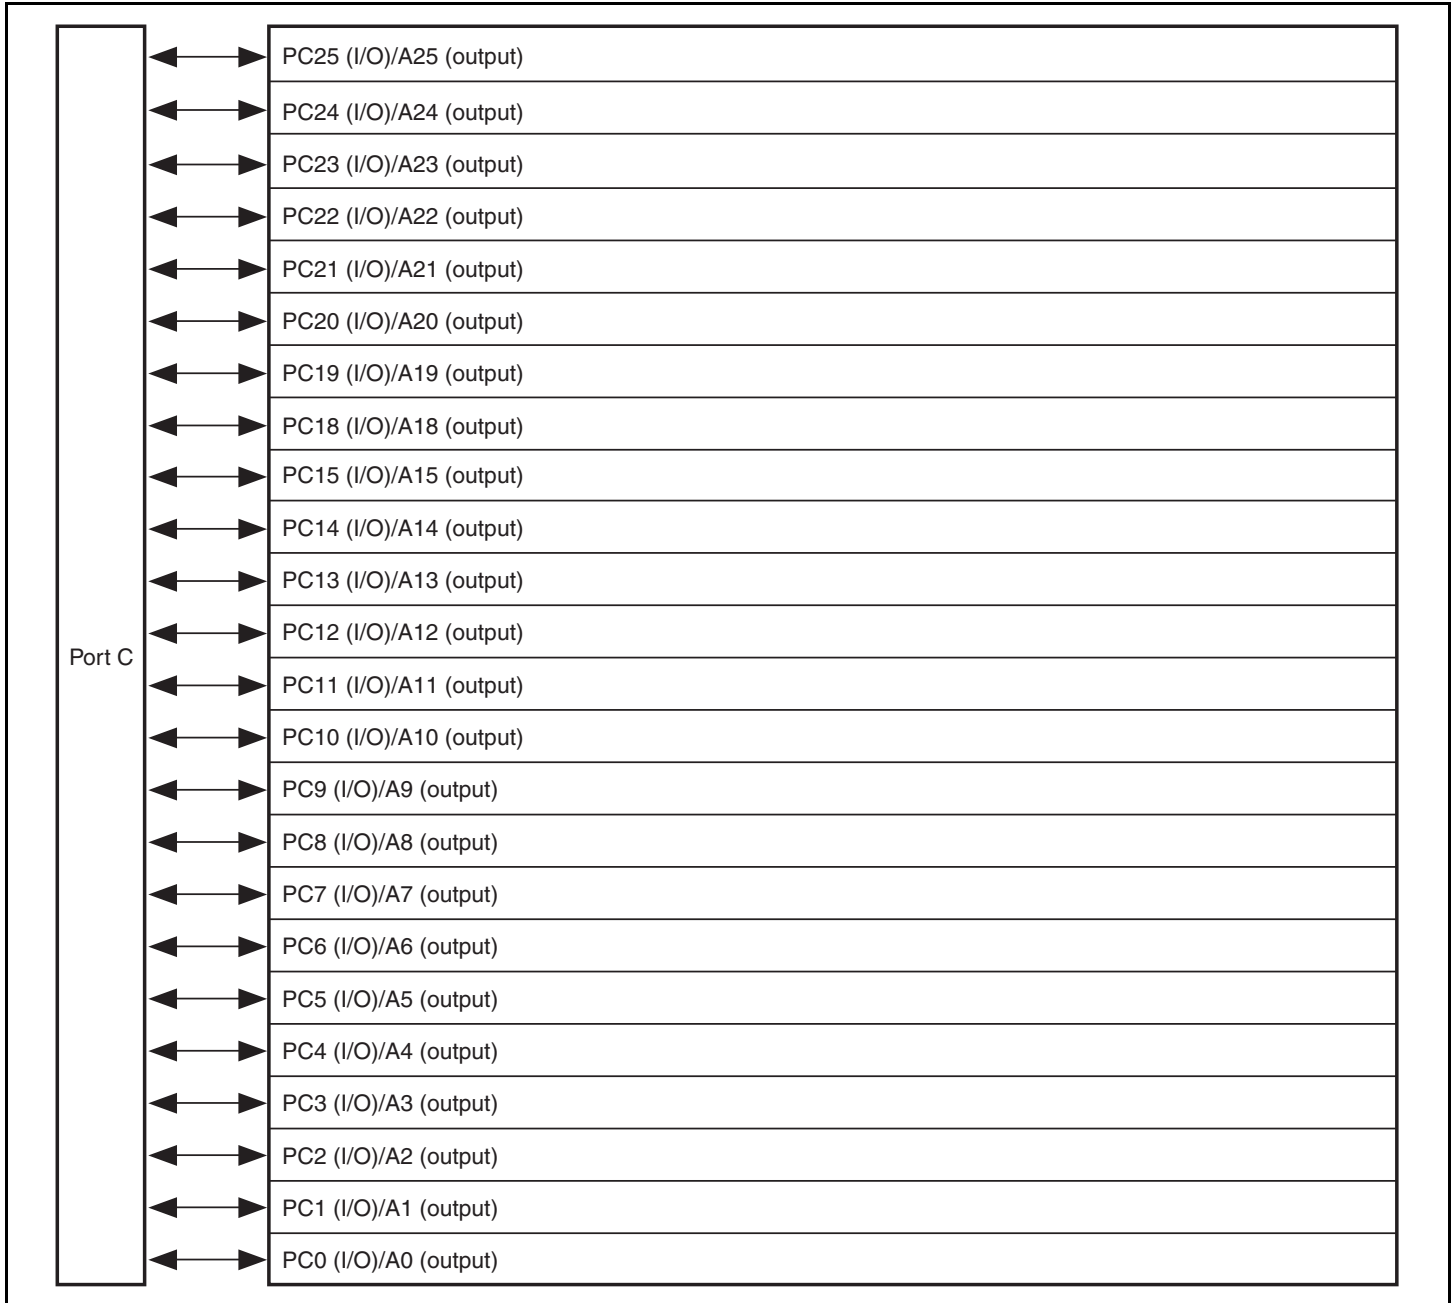 PC25 (I/O)/A25 (output)
PC24 (I/O)/A24 (output)
PC23 (I/O)/A23 (output)
PC22 (I/O)/A22 (output)
PC21 (I/O)/A21 (output)
PC20 (I/O)/A20 (output)
PC19 (I/O)/A19 (output)
PC18 (I/O)/A18 (output)
PC15 (I/O)/A15 (output)
PC14 (I/O)/A14 (output)
PC13 (I/O)/A13 (output)
PC12 (I/O)/A12 (output)
Port C
PC11 (I/O)/A11 (output)
PC10 (I/O)/A10 (output)
PC9 (I/O)/A9 (output)
PC8 (I/O)/A8 (output)
PC7 (I/O)/A7 (output)
PC6 (I/O)/A6 (output)
PC5 (I/O)/A5 (output)
PC4 (I/O)/A4 (output)
PC3 (I/O)/A3 (output)
PC2 (I/O)/A2 (output)
PC1 (I/O)/A1 (output)
PC0 (I/O)/A0 (output)